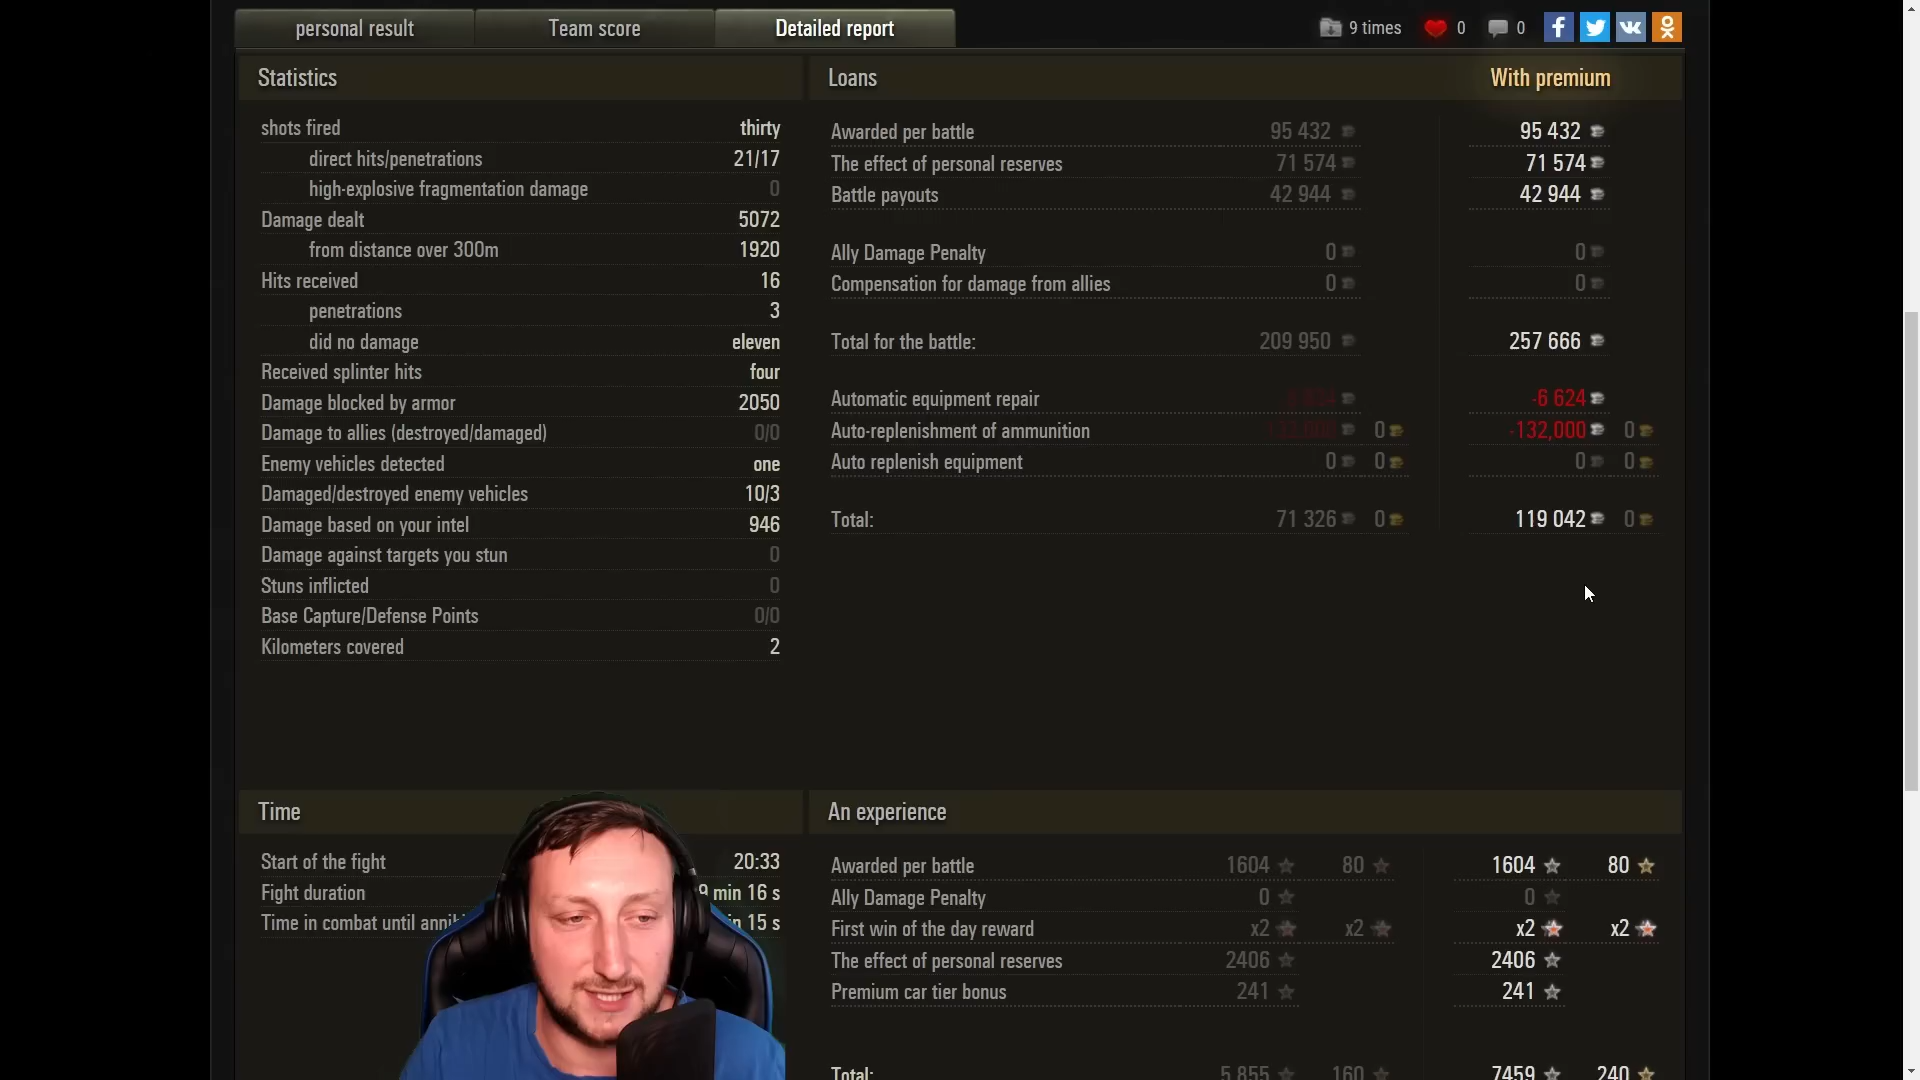 personal result
Team score
Detailed report
9 times
0
0
Statistics
shots fired thirty
direct hits/penetrations 21/17
high-explosive fragmentation damage 0
Damage dealt 5072
from distance over 300m 1920
Hits received 16
penetrations 3
did no damage eleven
Received splinter hits four
Damage blocked by armor 2050
Damage to allies (destroyed/damaged) 0/0
Enemy vehicles detected one
Damaged/destroyed enemy vehicles 10/3
Damage based on your intel 946
Damage against targets you stun 0
Stuns inflicted 0
Base Capture/Defense Points 0/0
Kilometers covered 2
Loans With premium
Awarded per battle 95 432 95 432
The effect of personal reserves 71 574 71 574
Battle payouts 42 944 42 944
Ally Damage Penalty 0 0
Compensation for damage from allies 0 0
Total for the battle: 209 950 257 666
Automatic equipment repair -6 624
Auto-replenishment of ammunition -132,000 0 -132,000 0
Auto replenish equipment 0 0 0 0
Total: 71 326 0 119 042 0
Time
Start of the fight 20:33
Fight duration 9 min 16 s
Time in combat until 15 s
An experience
Awarded per battle 1604 80 1604 80
Ally Damage Penalty 0 0
First win of the day reward x2 x2 x2 x2
The effect of personal reserves 2406 2406
Premium car tier bonus 241 241
Total: 5 855 160 7459 240